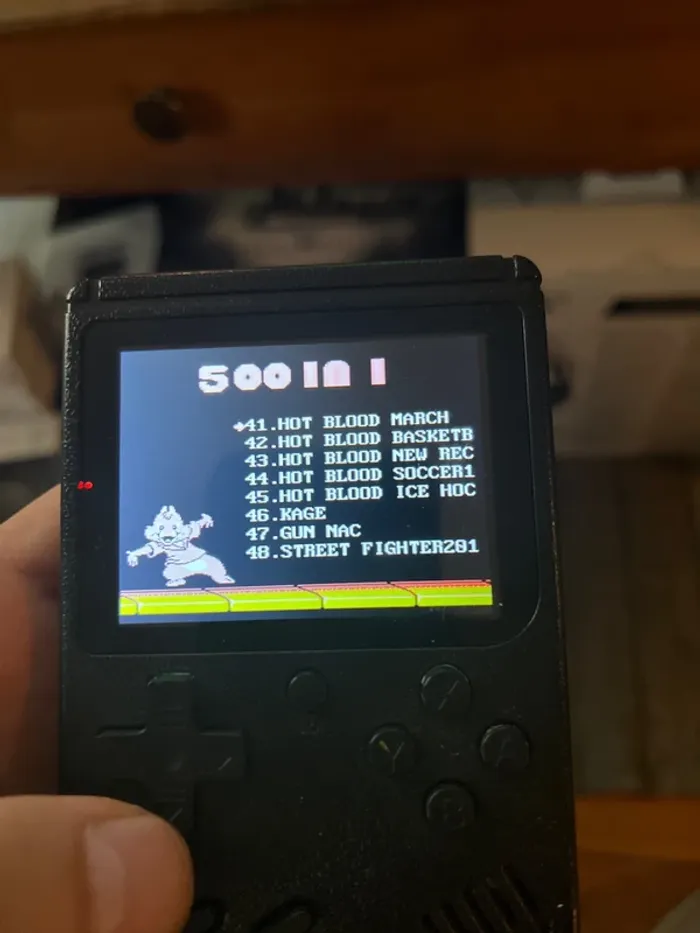 500 IN 1
41.HOT BLOOD MARCH
42.HOT BLOOD BASKETB
43.HOT BLOOD NEW REC
44.HOT BLOOD SOCCER1
45.HOT BLOOD ICE HOC
46.KAGE
47.GUN NAC
48.STREET FIGHTER201
Y
A